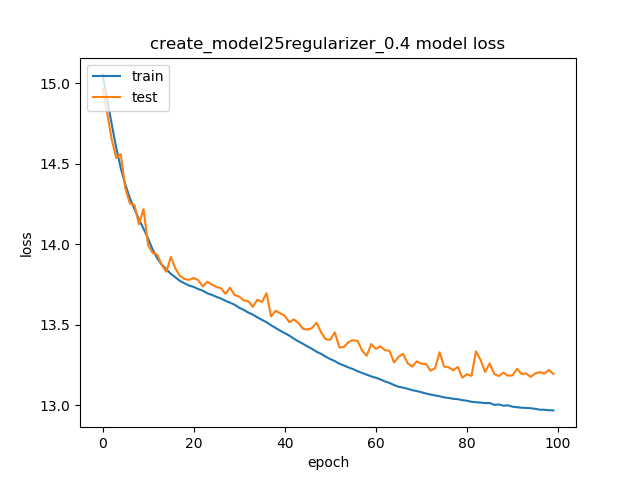 create_model25regularizer_0.4 model loss
train
test
15.0
14.5
14.0
13.5
13.0
loss
0 20 40 60 80 100
epoch